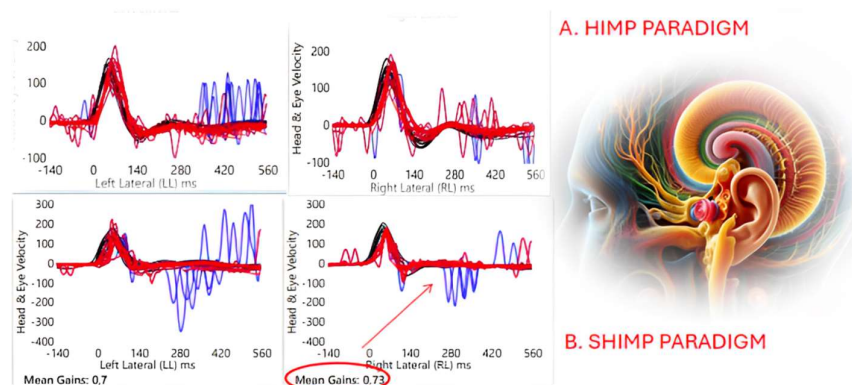 A. HIMP PARADIGM
200
100
0
-100
-140 0 140 280 420 560
Left Lateral (LL) ms
Head & Eye Velocity
200
100
0
-100
-140 0 140 280 420 560
Right Lateral (RL) ms
Head & Eye Velocity
300
200
100
0
-100
-200
-300
-400
-140 0 140 280 420 560
Left Lateral (LL) ms
Mean Gains: 0,7
Head & Eye Velocity
300
200
100
0
-100
-200
-300
-400
-140 0 140 280 420 560
Right Lateral (RL) ms
Mean Gains: 0,73
B. SHIMP PARADIGM